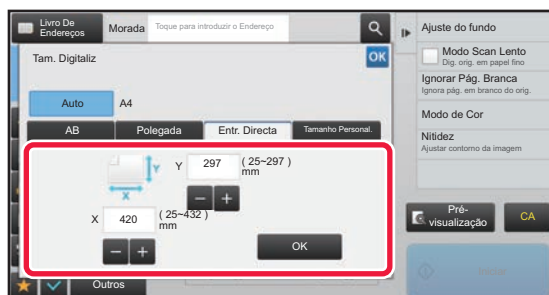 Livro De
Endereços
Morada
Toque para introduzir o Endereço
Ajuste do fundo
Tam. Digitaliz
OK
Modo Scan Lento
Dig. orig. em papel fino
Ignorar Pág. Branca
Ignora pág. em branco do orig.
Auto
A4
Modo de Cor
AB
Polegada
Entr. Directa
Tamanho Personal.
Nitidez
Ajustar contorno da imagem
Y
Y
297
( 25~297 )
mm
X
X
420
( 25~432 )
mm
OK
Pré-
visualização
CA
Outros